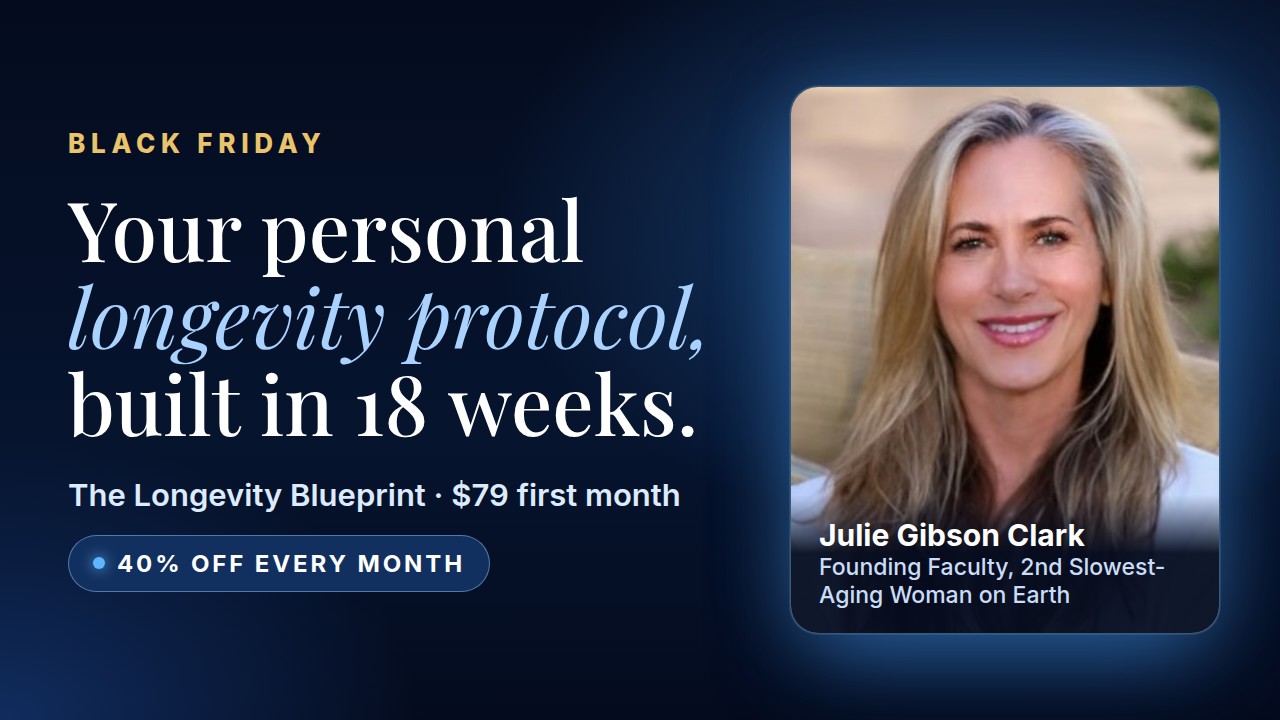 BLACK FRIDAY
Your personal
longevity protocol,
built in 18 weeks.
The Longevity Blueprint · $79 first month
40% OFF EVERY MONTH
Julie Gibson Clark
Founding Faculty, 2nd Slowest-
Aging Woman on Earth